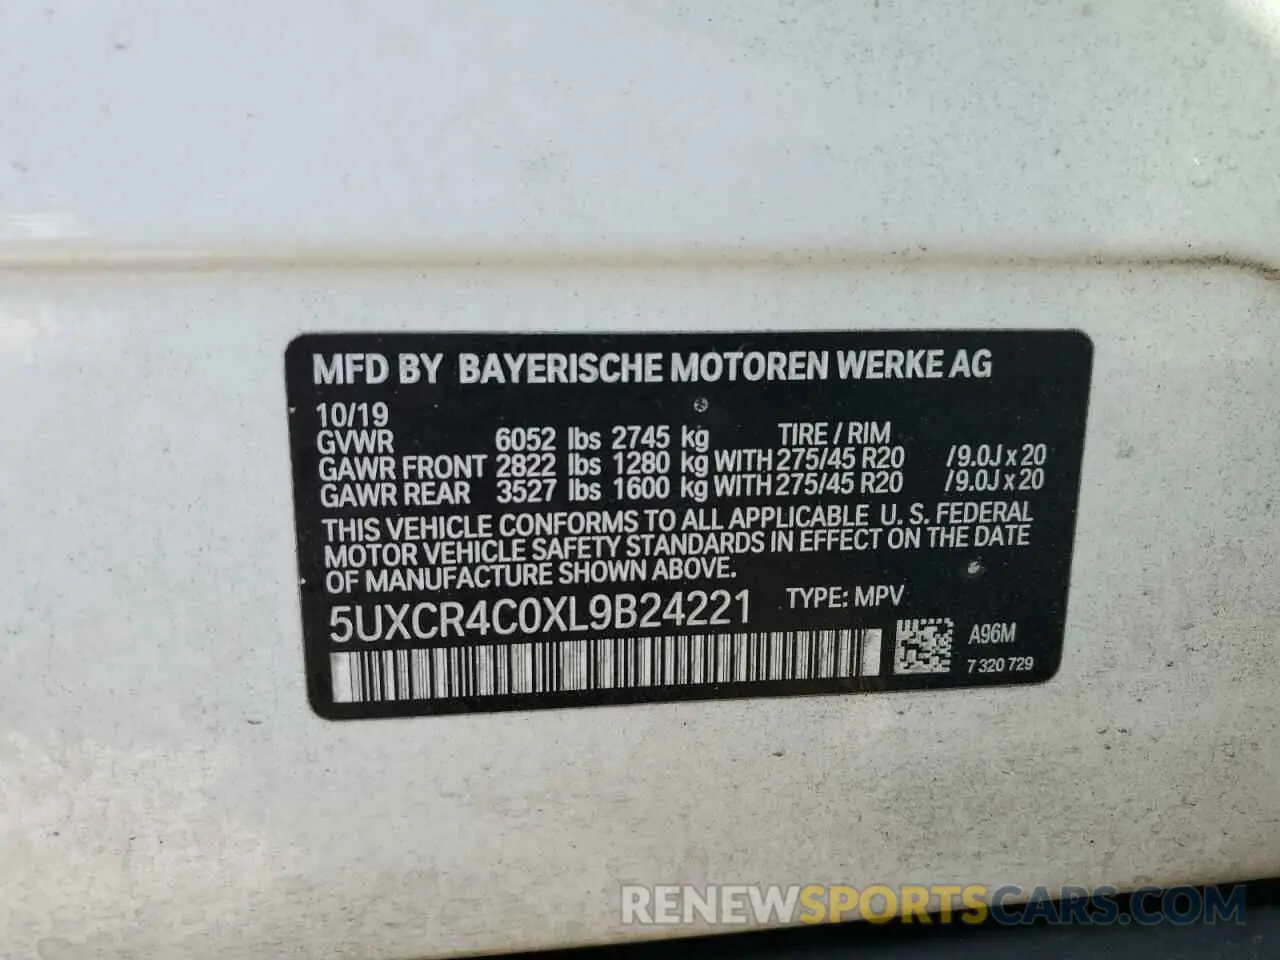 MFD BY BAYERISCHE MOTOREN WERKE AG
10/19
GVWR 6052 lbs 2745 kg TIRE / RIM
GAWR FRONT 2822 lbs 1280 kg WITH 275/45 R20 /9.0J x 20
GAWR REAR 3527 lbs 1600 kg WITH 275/45 R20 /9.0J x 20
THIS VEHICLE CONFORMS TO ALL APPLICABLE U. S. FEDERAL
MOTOR VEHICLE SAFETY STANDARDS IN EFFECT ON THE DATE
OF MANUFACTURE SHOWN ABOVE.
5UXCR4C0XL9B24221 TYPE: MPV
A96M
7 320 729
RENEWSPORTSCARS.COM